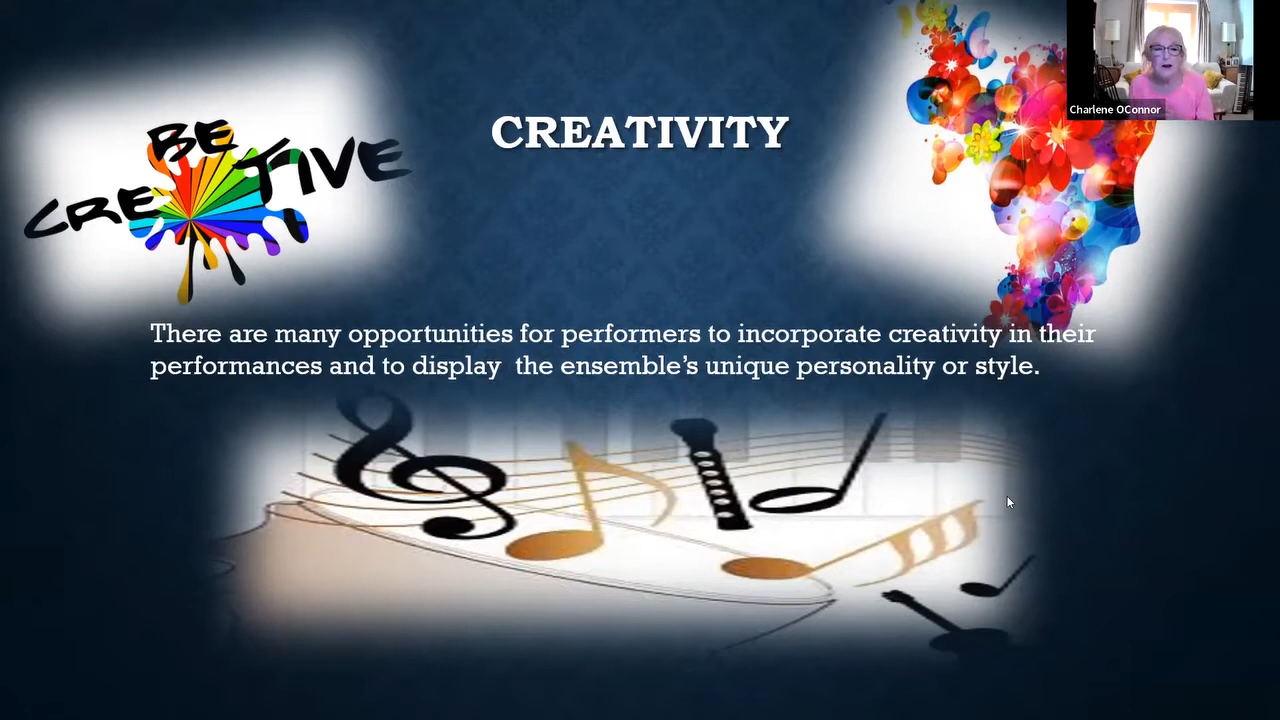 BE
CREATIVE
CREATIVITY
Charlene OConnor
There are many opportunities for performers to incorporate creativity in their
performances and to display  the ensemble's unique personality or style.